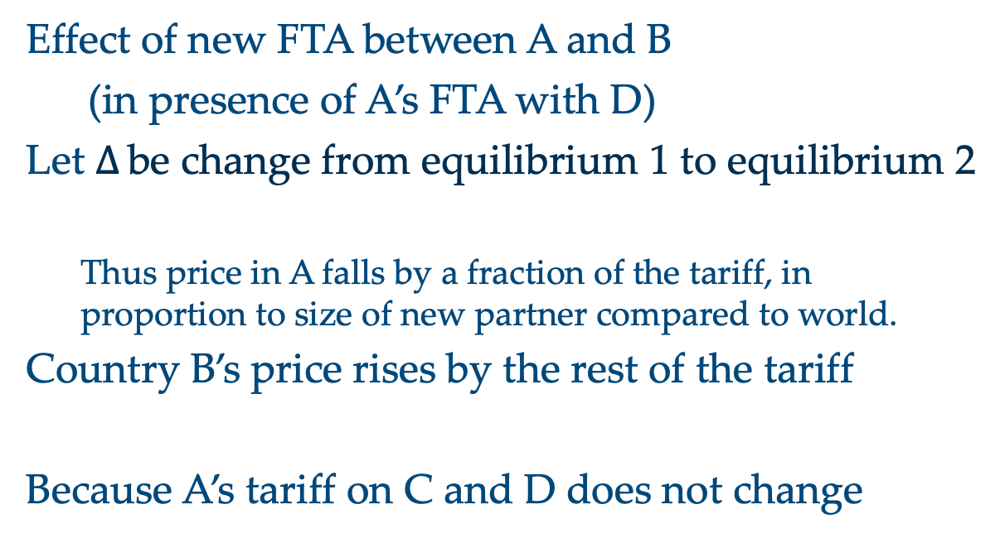 Effect of new FTA between A and B
(in presence of A’s FTA with D)
Let Δ be change from equilibrium 1 to equilibrium 2
Thus price in A falls by a fraction of the tariff, in
proportion to size of new partner compared to world.
Country B’s price rises by the rest of the tariff
Because A’s tariff on C and D does not change